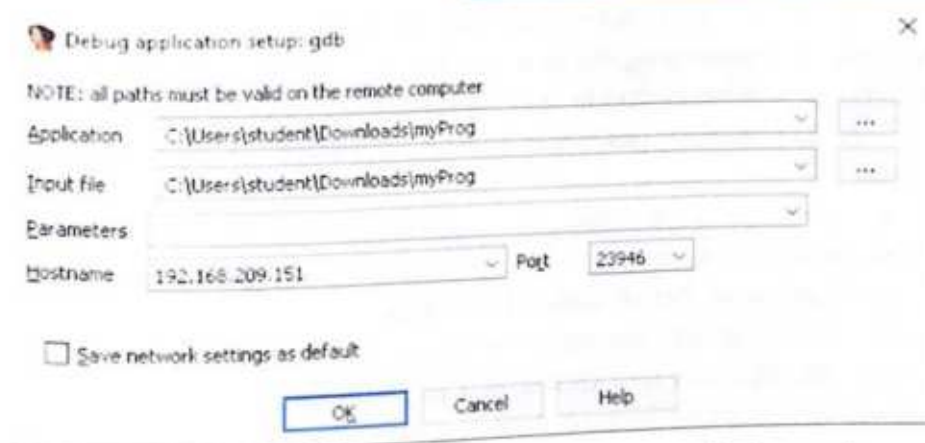 Debug application setup: gdb
NOTE: all paths must be valid on the remote computer
Application C:\Users\student\Downloads\myProg ...
Input file C:\Users\student\Downloads\myProg ...
Parameters
Hostname 192.168.209.151 Port 23946
Save network settings as default
OK Cancel Help